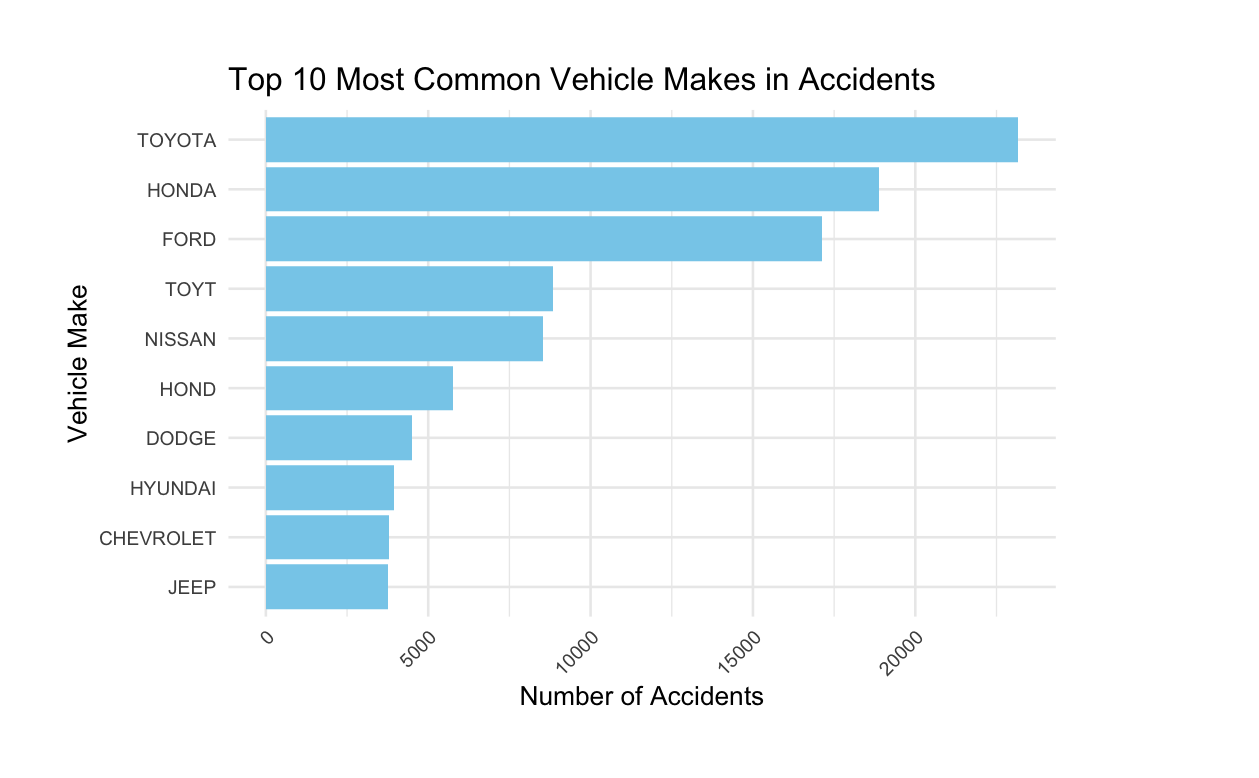 Top 10 Most Common Vehicle Makes in Accidents
Vehicle Make
TOYOTA
HONDA
FORD
TOYT
NISSAN
HOND
DODGE
HYUNDAI
CHEVROLET
JEEP
0
5000
10000
15000
20000
Number of Accidents